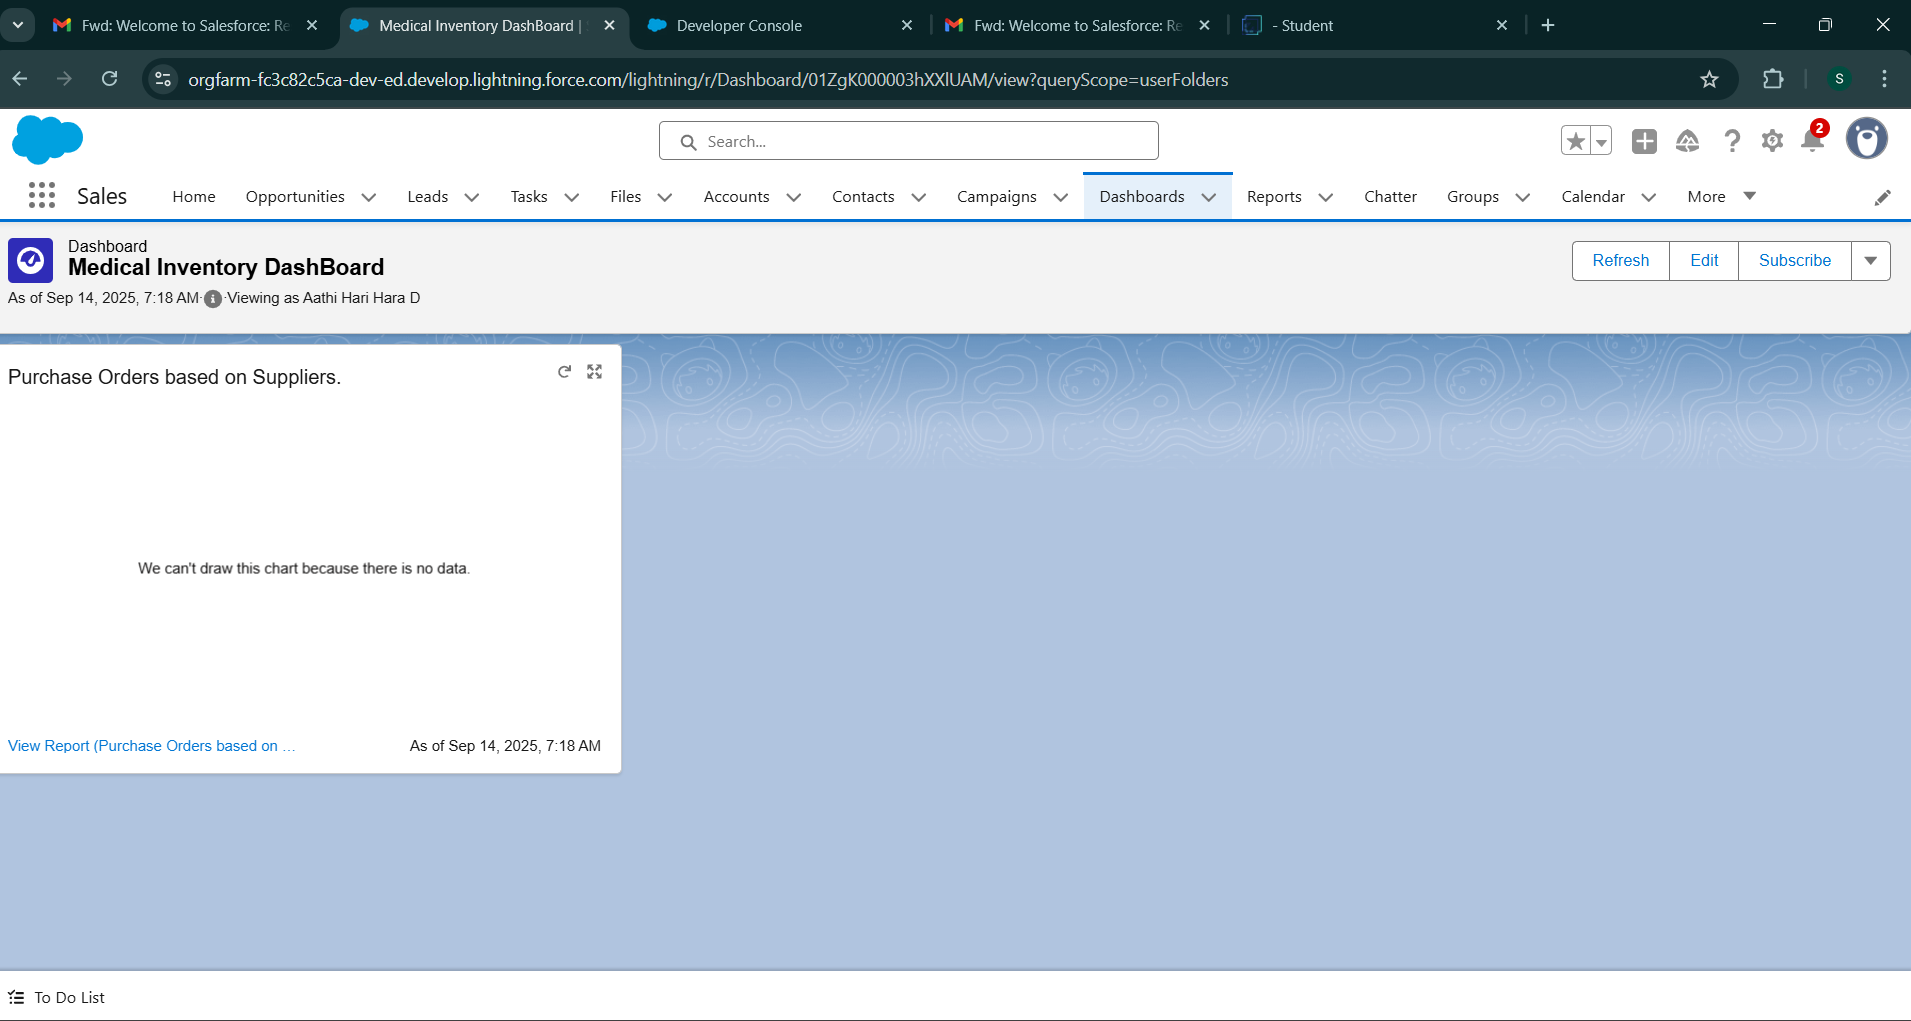 Fwd: Welcome to Salesforce: Re
Medical Inventory DashBoard |
Developer Console
Fwd: Welcome to Salesforce: Re
- Student
orgfarm-fc3c82c5ca-dev-ed.develop.lightning.force.com/lightning/r/Dashboard/01ZgK000003hXXlUAM/view?queryScope=userFolders
S
Search...
2
Sales
Home
Opportunities
Leads
Tasks
Files
Accounts
Contacts
Campaigns
Dashboards
Reports
Chatter
Groups
Calendar
More
Dashboard
Medical Inventory DashBoard
As of Sep 14, 2025, 7:18 AM·Viewing as Aathi Hari Hara D
Refresh
Edit
Subscribe
Purchase Orders based on Suppliers.
We can't draw this chart because there is no data.
View Report (Purchase Orders based on …
As of Sep 14, 2025, 7:18 AM
To Do List